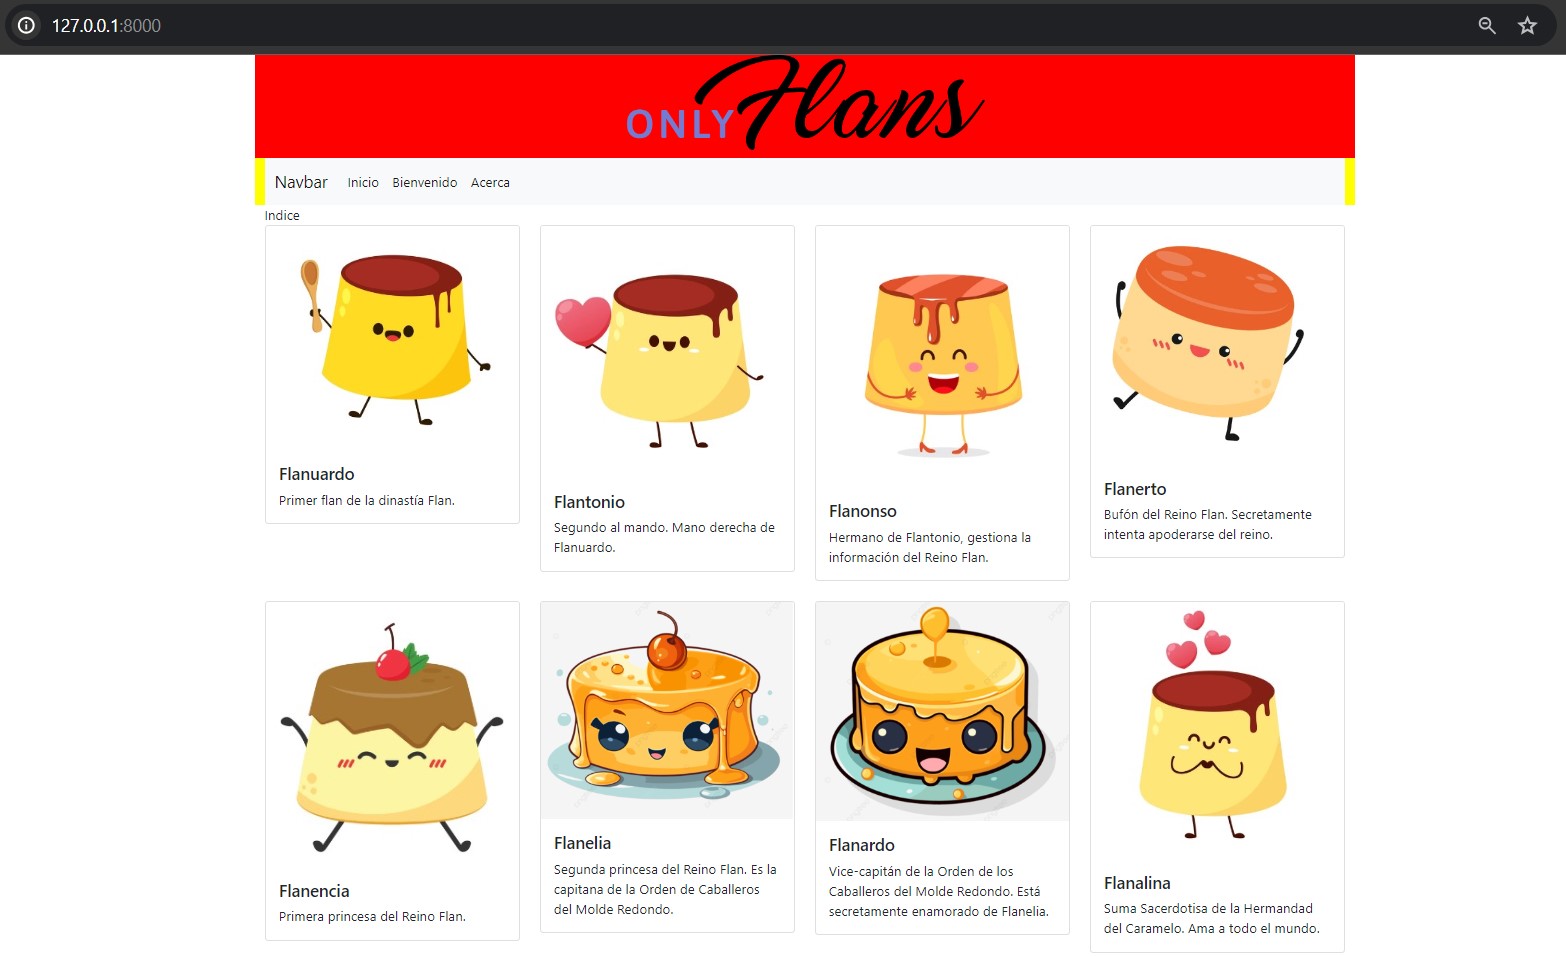 127.0.0.1:8000
ONLY Flans
Navbar Inicio Bienvenido Acerca
Indice
Flanuardo
Primer flan de la dinastía Flan.
Flantonio
Segundo al mando. Mano derecha de
Flanuardo.
Flanonso
Hermano de Flantonio, gestiona la
información del Reino Flan.
Flanerto
Bufón del Reino Flan. Secretamente
intenta apoderarse del reino.
Flanencia
Primera princesa del Reino Flan.
Flanelia
Segunda princesa del Reino Flan. Es la
capitana de la Orden de Caballeros
del Molde Redondo.
Flanardo
Vice-capitán de la Orden de los
Caballeros del Molde Redondo. Está
secretamente enamorado de Flanelia.
Flanalina
Suma Sacerdotisa de la Hermandad
del Caramelo. Ama a todo el mundo.